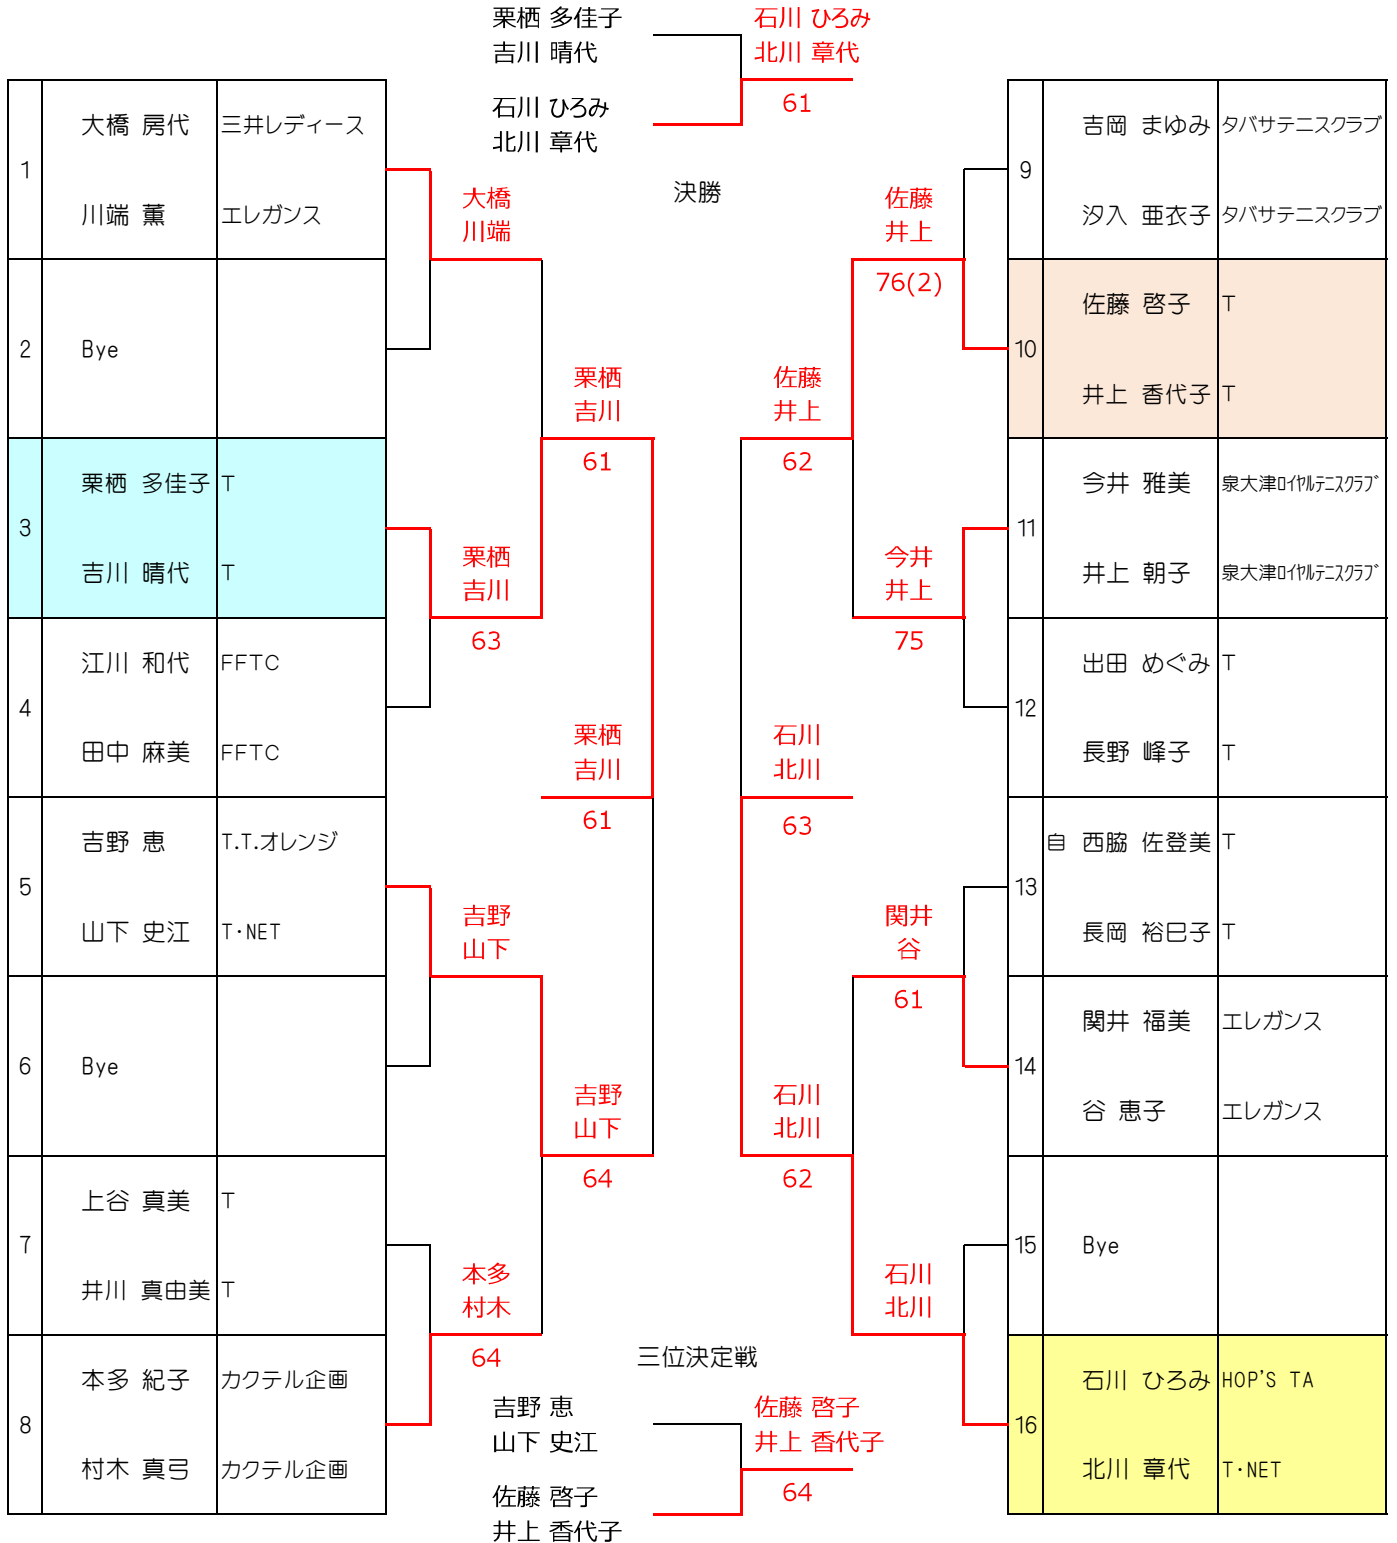 栗栖 多佳子
吉川 晴代
石川 ひろみ
北川 章代
石川 ひろみ
北川 章代
61
決勝
1
大橋 房代 三井レディース
川端 薫 エレガンス
2
Bye
3
栗栖 多佳子 T
吉川 晴代 T
4
江川 和代 FFTC
田中 麻美 FFTC
5
吉野 恵 T.T.オレンジ
山下 史江 T・NET
6
Bye
7
上谷 真美 T
井川 真由美 T
8
本多 紀子 カクテル企画
村木 真弓 カクテル企画
大橋
川端
栗栖
吉川
63
吉野
山下
本多
村木
64
栗栖
吉川
61
栗栖
吉川
61
吉野
山下
64
佐藤
井上
62
石川
北川
63
石川
北川
62
佐藤
井上
76(2)
今井
井上
75
関井
谷
61
石川
北川
9
吉岡 まゆみ タバサテニスクラブ
汐入 亜衣子 タバサテニスクラブ
10
佐藤 啓子 T
井上 香代子 T
11
今井 雅美 泉大津ロイヤルテニスクラブ
井上 朝子 泉大津ロイヤルテニスクラブ
12
出田 めぐみ T
長野 峰子 T
13
自 西脇 佐登美 T
長岡 裕巳子 T
14
関井 福美 エレガンス
谷 恵子 エレガンス
15
Bye
16
石川 ひろみ HOP'S TA
北川 章代 T・NET
三位決定戦
吉野 恵
山下 史江
佐藤 啓子
井上 香代子
佐藤 啓子
井上 香代子
64